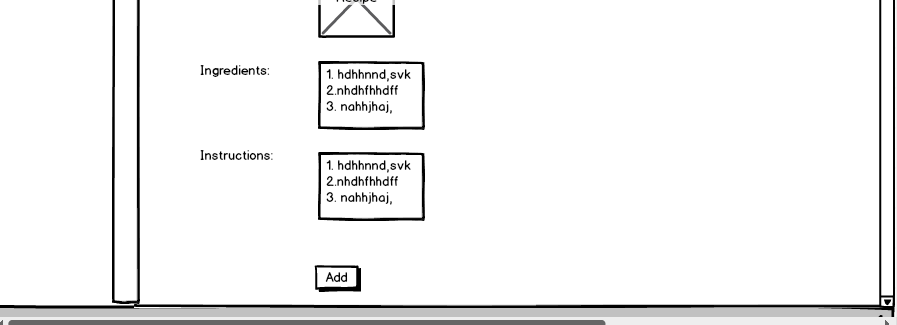 Recipe
Ingredients:
1. hdhhnnd,svk
2.nhdhfhhdff
3. nahhjhaj,
Instructions:
1. hdhhnnd,svk
2.nhdhfhhdff
3. nahhjhaj,
Add